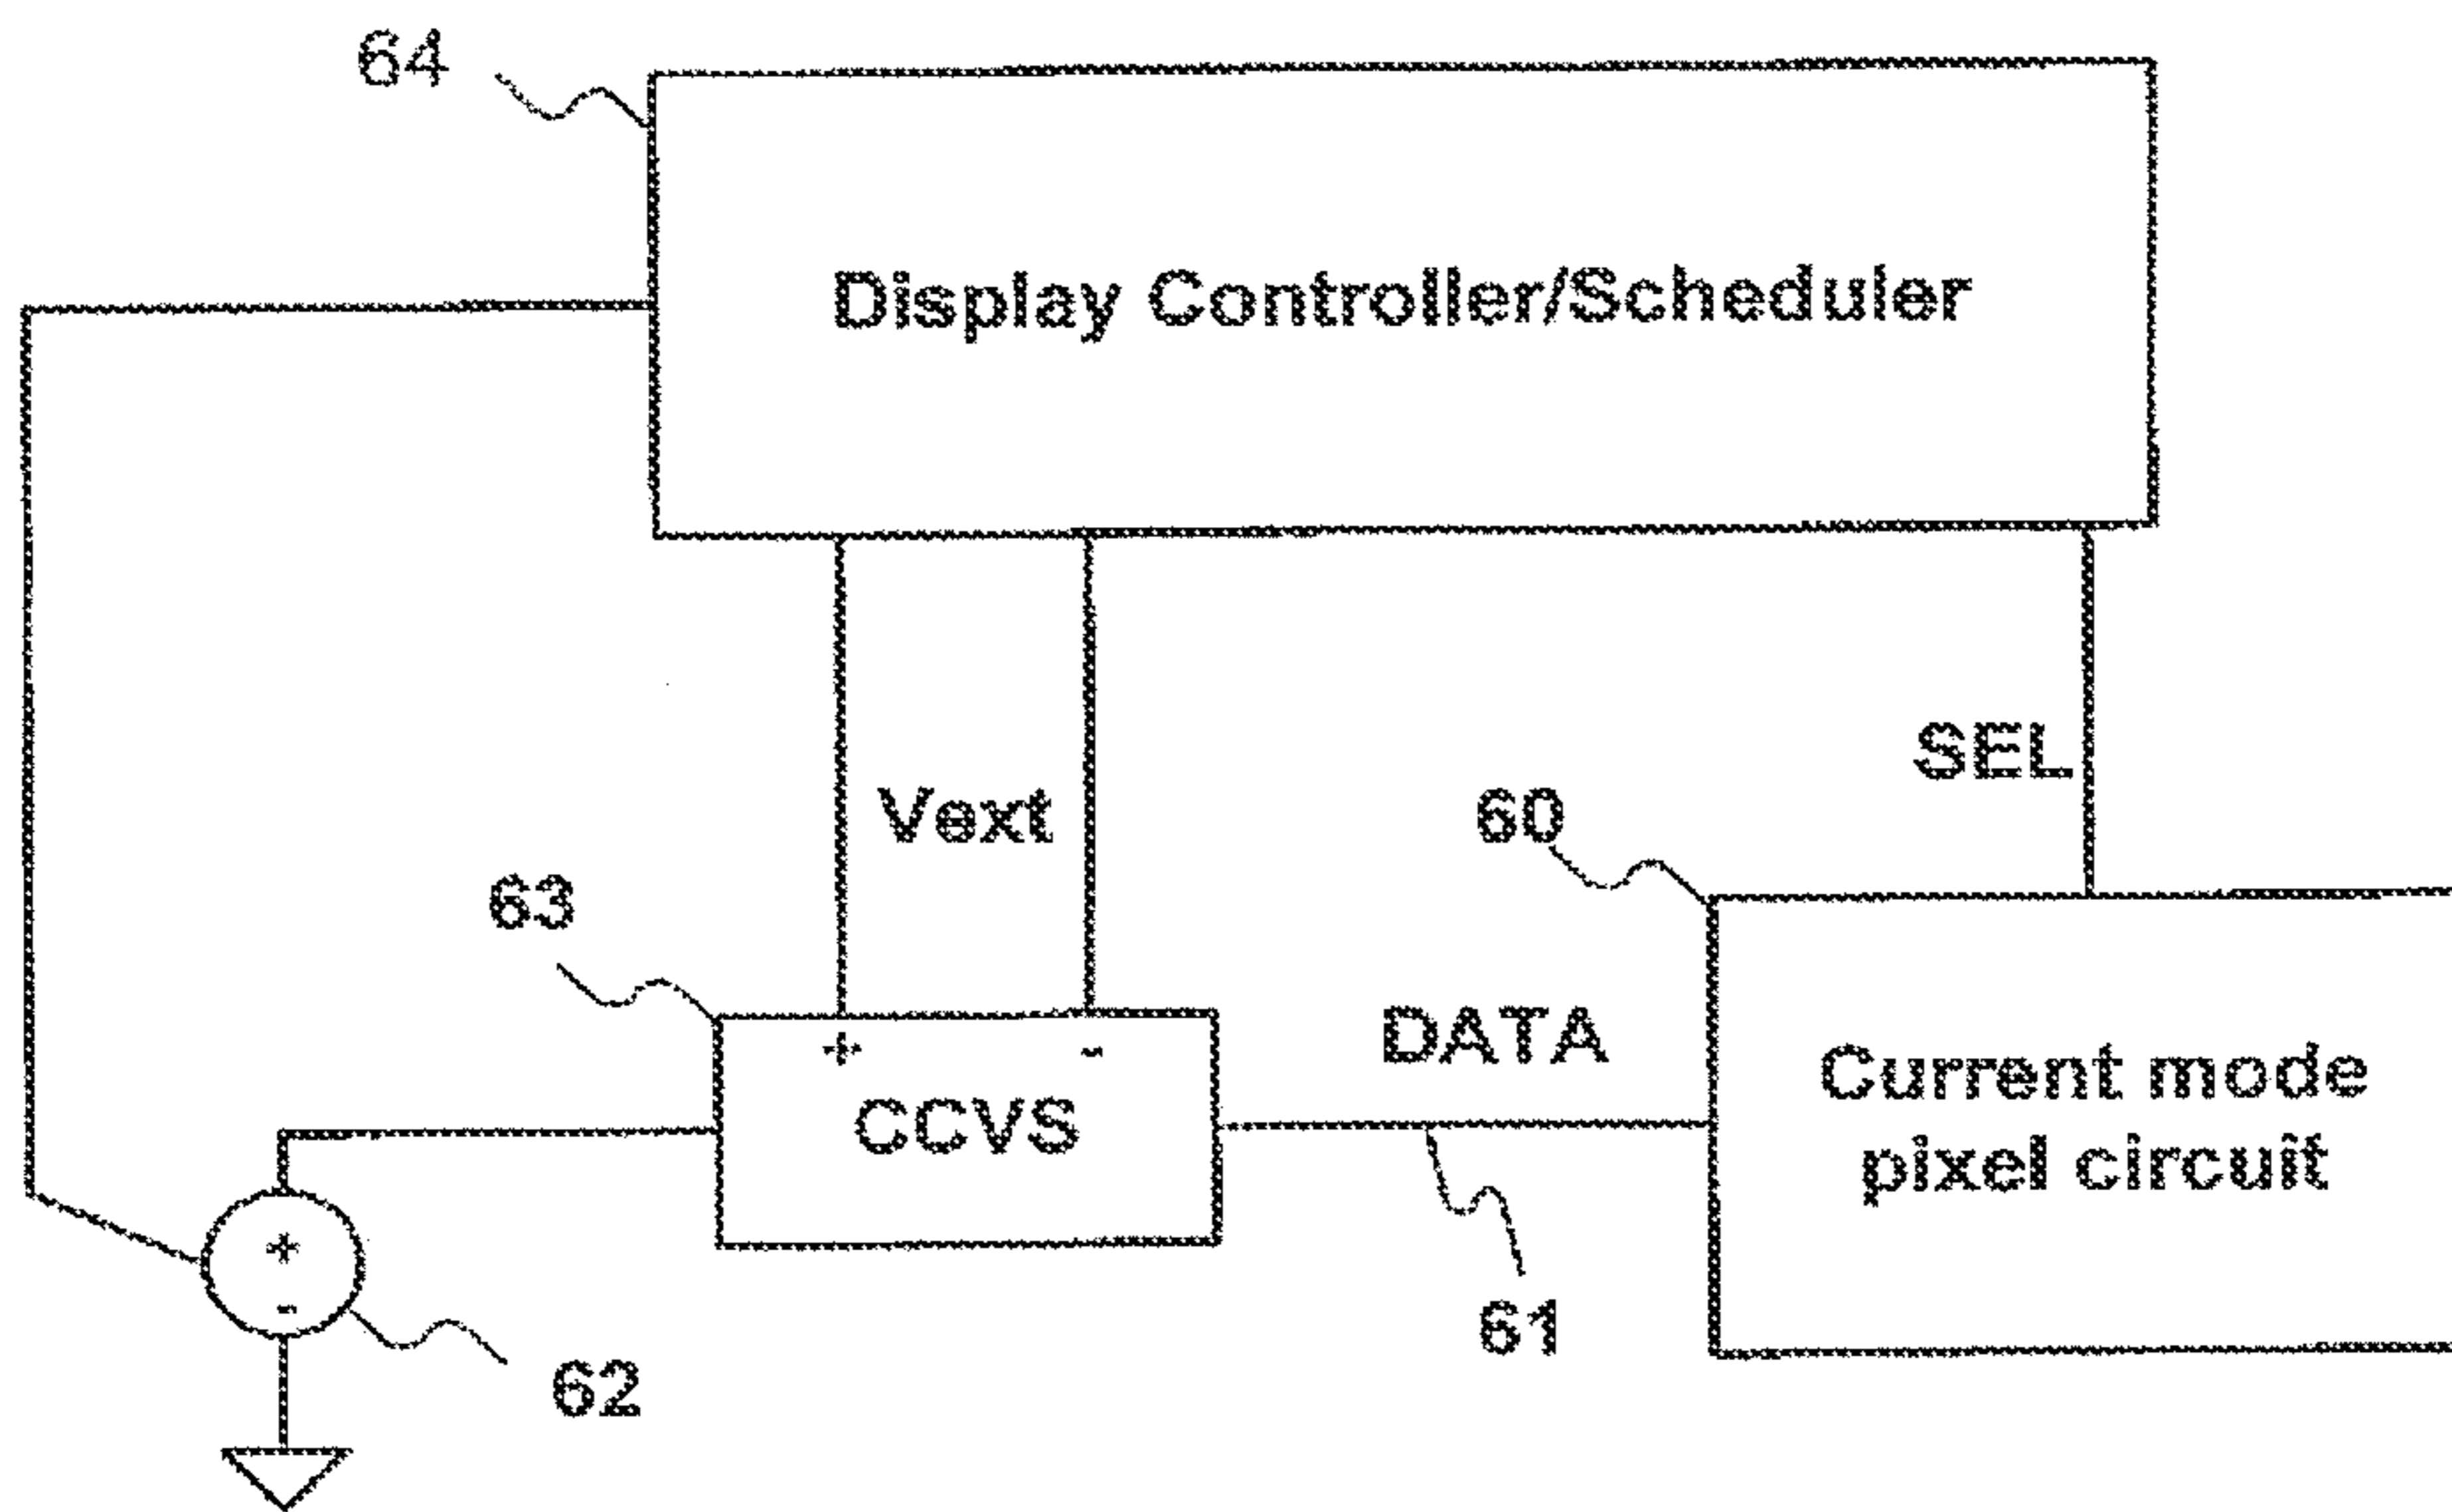 64
Display Controller/Scheduler
SEL
Vext
60
63
DATA
+ -
CCVS
Current mode
pixel circuit
+
-
61
62